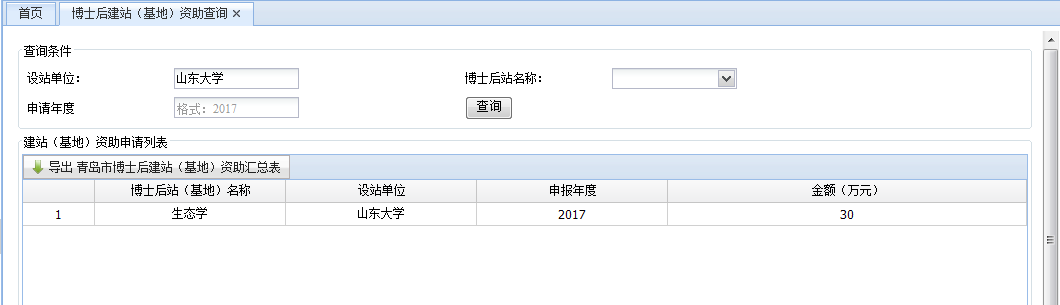 首页 博士后建站（基地）资助查询
查询条件
设站单位： 山东大学 博士后站名称：
申请年度 格式：2017 查询
建站（基地）资助申请列表
导出 青岛市博士后建站（基地）资助汇总表
博士后站（基地）名称 设站单位 申报年度 金额（万元）
1 生态学 山东大学 2017 30